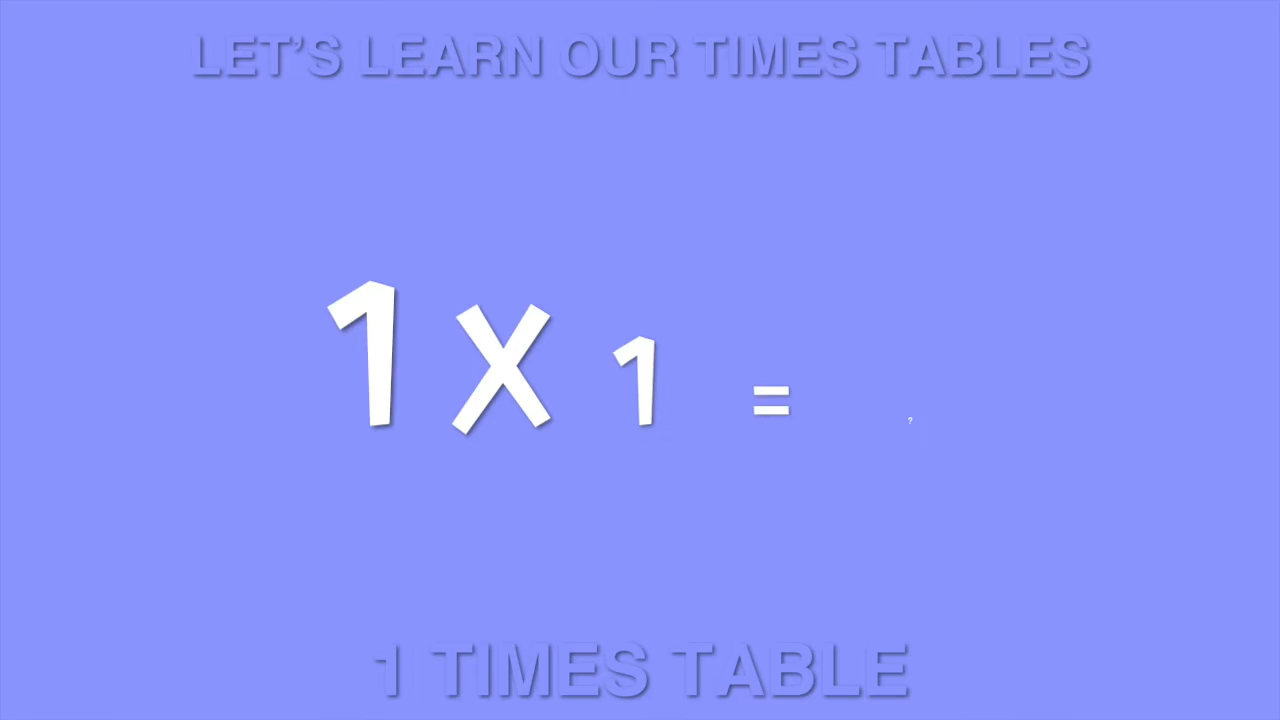 LET'S LEARN OUR TIMES TABLES
1 X 1 = ?
1 TIMES TABLE